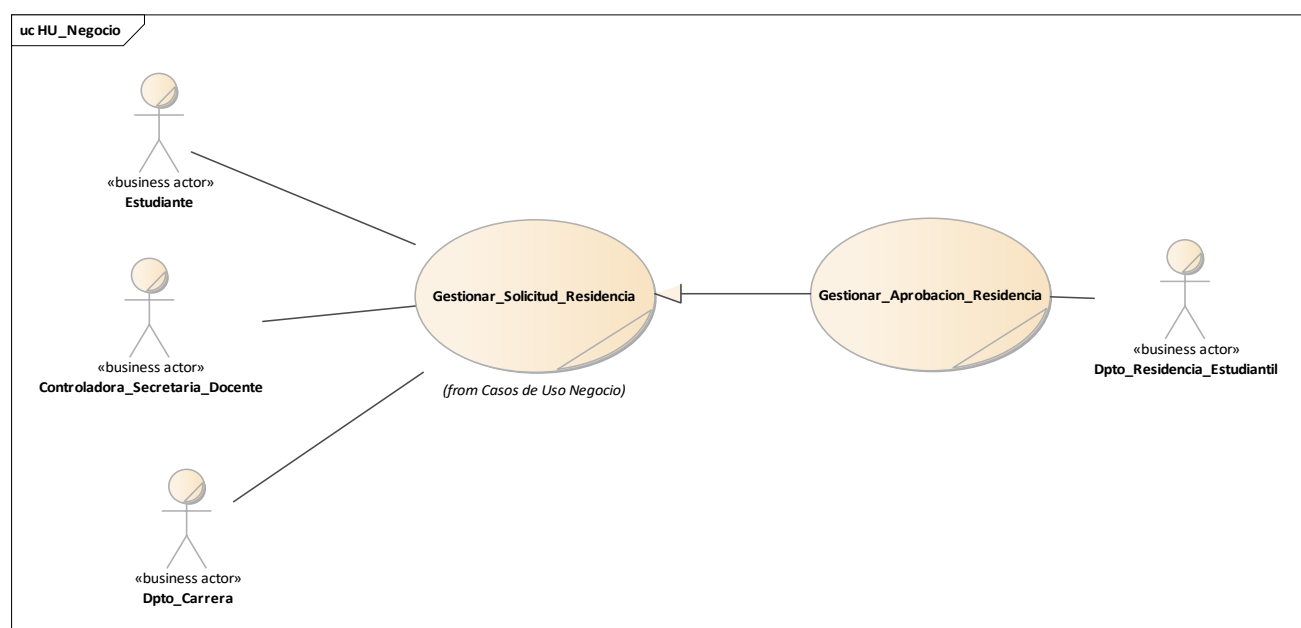 uc HU_Negocio
«business actor»
Estudiante
«business actor»
Controladora_Secretaria_Docente
«business actor»
Dpto_Carrera
Gestionar_Solicitud_Residencia
(from Casos de Uso Negocio)
Gestionar_Aprobacion_Residencia
«business actor»
Dpto_Residencia_Estudiantil